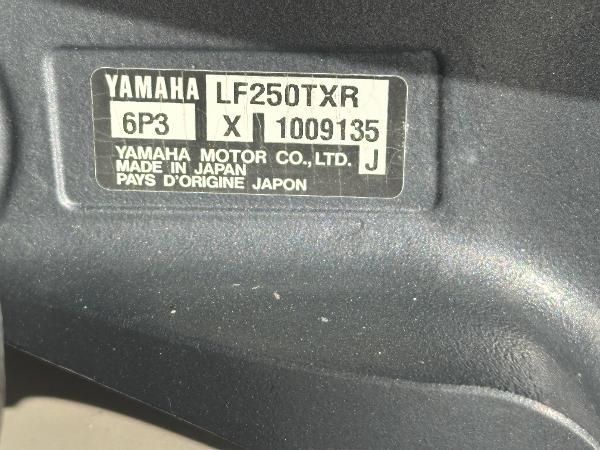 YAMAHA LF250TXR
6P3 X 1009135
YAMAHA MOTOR CO.,LTD. J
MADE IN JAPAN
PAYS D'ORIGINE JAPON